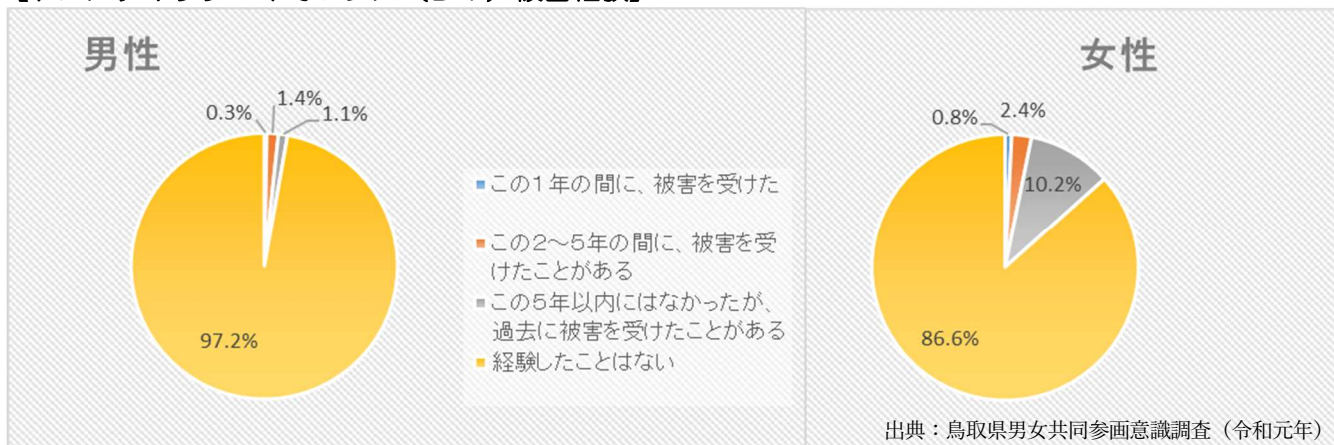 男性
0.3%
1.4%
1.1%
97.2%
この1年の間に、被害を受けた
この2～5年の間に、被害を受
けたことがある
この5年以内にはなかったが、
過去に被害を受けたことがある
経験したことはない
女性
0.8%
2.4%
10.2%
86.6%
出典：鳥取県男女共同参画意識調査（令和元年）